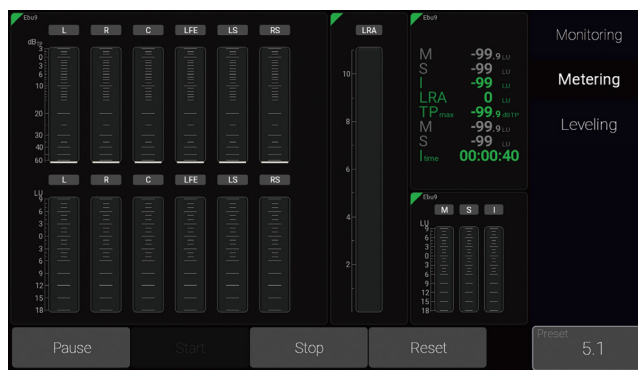 Ebu9
L R C LFE LS RS
dBTP
3
0
3
6
10
20
30
40
60
L R C LFE LS RS
LU
9
6
3
0
3
6
9
12
15
18
LRA
10
8
6
4
2
Ebu9
M -99.9 LU
S -99 LU
I -99 LU
LRA 0 LU
TPmax -99.9 dBTP
M -99.9 LU
S -99 LU
Itime 00:00:40
Ebu9
M S I
LU
9
6
3
0
3
6
9
12
15
18
Monitoring
Metering
Leveling
Pause Start Stop Reset
Preset
5.1